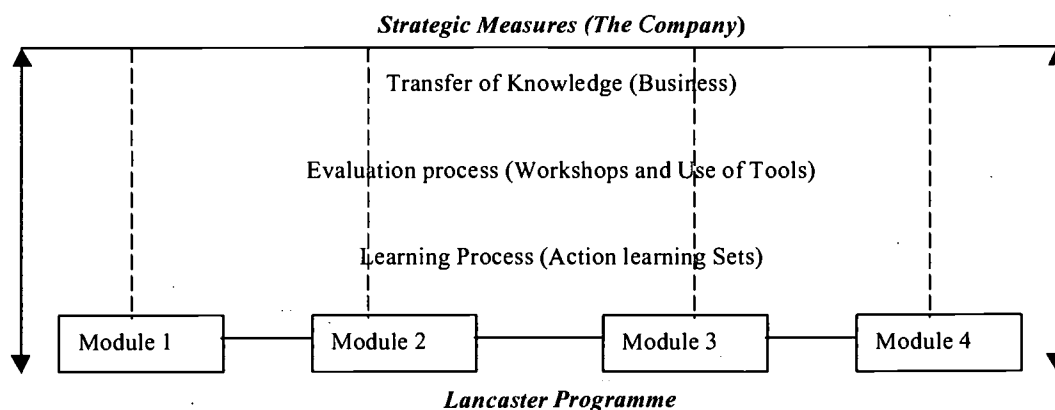 Strategic Measures (The Company)
Transfer of Knowledge (Business)
Evaluation process (Workshops and Use of Tools)
Learning Process (Action learning Sets)
Module 1 Module 2 Module 3 Module 4
Lancaster Programme